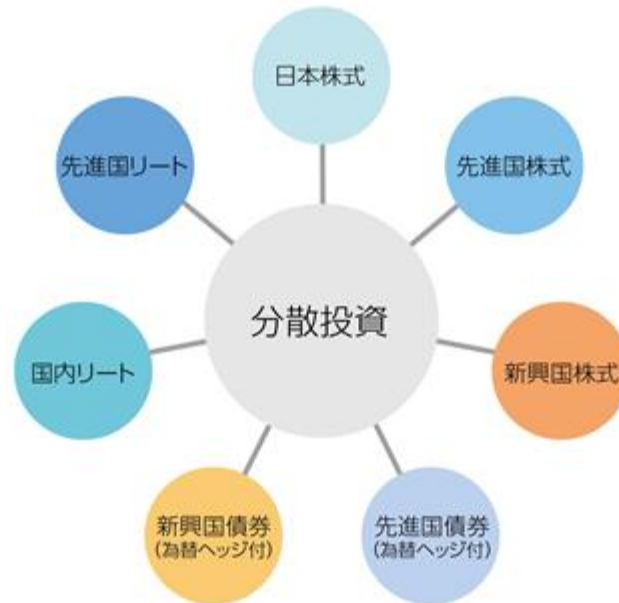 日本株式
先進国リート
先進国株式
分散投資
国内リート
新興国株式
新興国債券
(為替ヘッジ付)
先進国債券
(為替ヘッジ付)